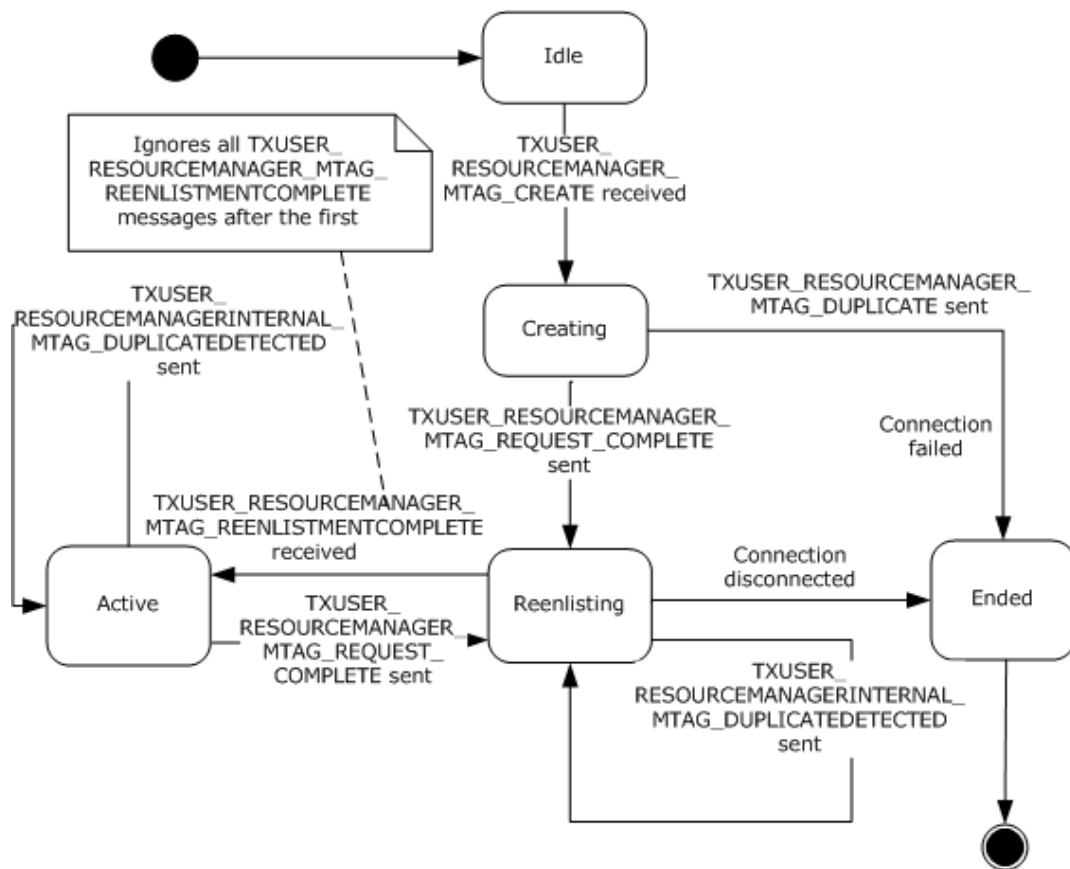 Idle
TXUSER_
RESOURCEMANAGER_
MTAG_CREATE received
Ignores all TXUSER_
RESOURCEMANAGER_MTAG_
REENLISTMENTCOMPLETE
messages after the first
TXUSER_
RESOURCEMANAGERINTERNAL_
MTAG_DUPLICATEDETECTED
sent
Creating
TXUSER_RESOURCEMANAGER_
MTAG_DUPLICATE sent
TXUSER_RESOURCEMANAGER_
MTAG_REQUEST_COMPLETE
sent
Connection
failed
TXUSER_RESOURCEMANAGER_
MTAG_REENLISTMENTCOMPLETE
received
Active
TXUSER_
RESOURCEMANAGER_
MTAG_REQUEST_
COMPLETE sent
Reenlisting
Connection
disconnected
Ended
TXUSER_
RESOURCEMANAGERINTERNAL_
MTAG_DUPLICATEDETECTED
sent